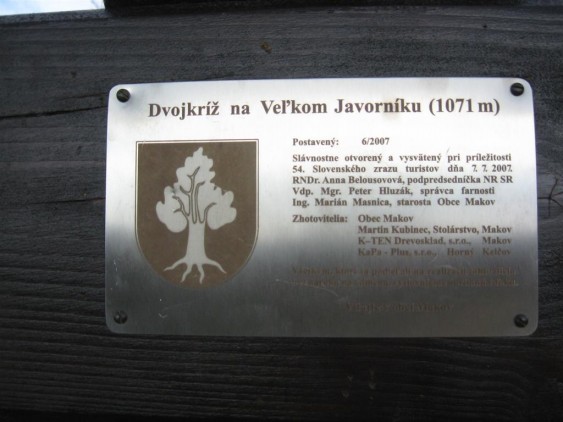 Dvojkríž na Veľkom Javorníku (1071 m)
Postavený: 6/2007
Slávnostne otvorený a vysvätený pri príležitosti
54. Slovenského zrazu turistov dňa 7. 7. 2007.
RNDr. Anna Belousovová, podpredsedníčka NR SR
Vdp. Mgr. Peter Hluzák, správca farnosti
Ing. Marián Masnica, starosta Obce Makov
Zhotovitelia: Obec Makov
Martin Kubinec, Stolárstvo, Makov
K-TEN Drevosklad, s.r.o., Makov
KaPa - Plus, s.r.o., Horný Kelčov